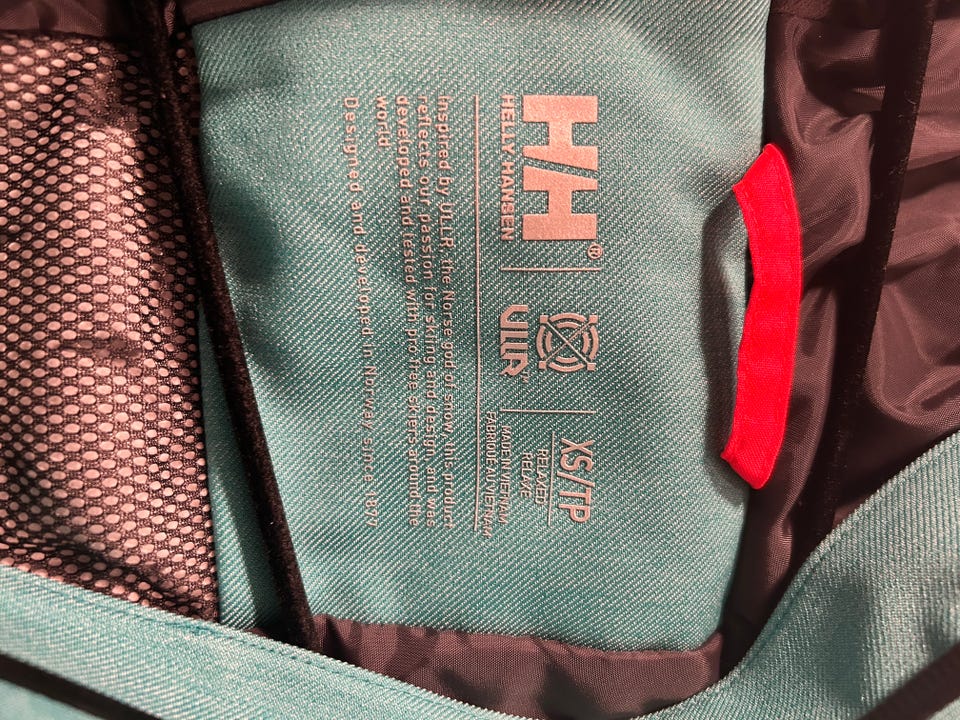 HH®
HELLY HANSEN
ULLR™
XS/TP
RELAXED
RELAXE
MADE IN VIETNAM
FABRIQUÉ AU VIETNAM
Inspired by ULLR, the Norse god of snow, this product
reflects our passion for skiing and design, and was
developed and tested with pro free skiers around the
world
Designed and developed in Norway since 1877